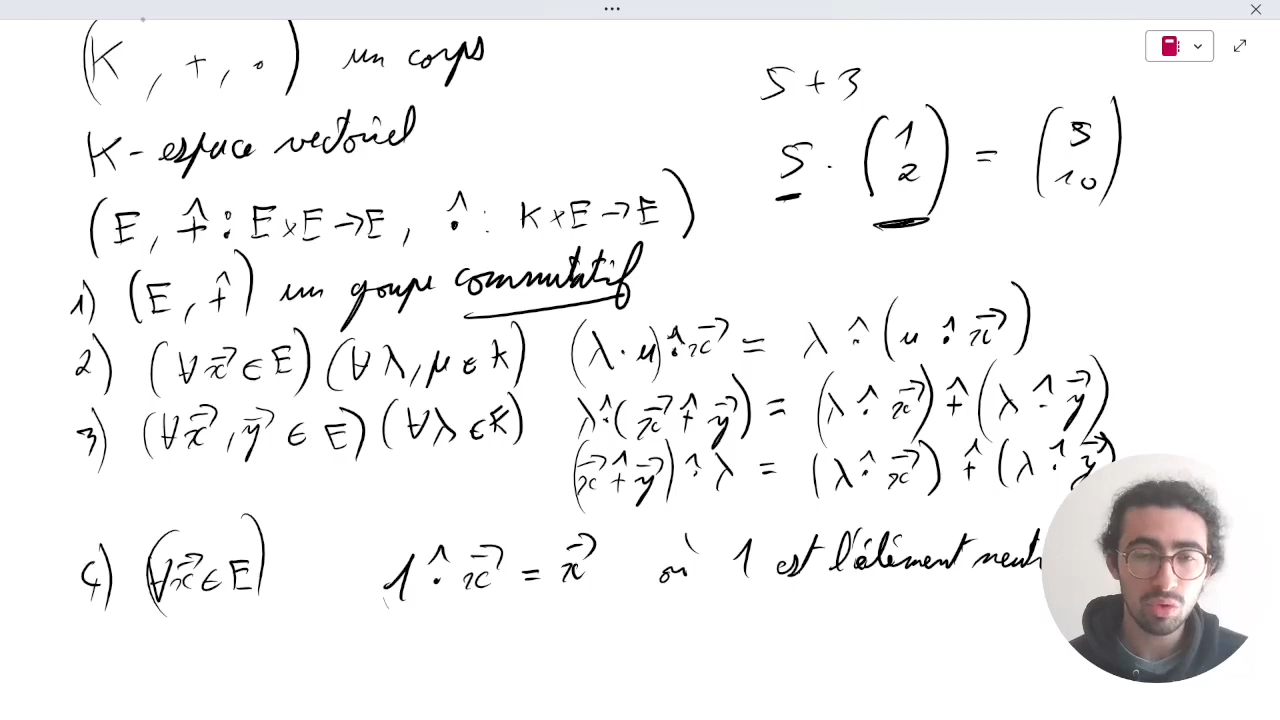 (K, +, ·) un corps
K-espace vectoriel
(E, +̂ : E×E→E, ·̂ : K×E→E)
1) (E, +̂) un groupe commutatif
2) (∀x⃗ ∈ E) (∀λ, μ ∈ K) (λ · μ) ·̂ x⃗ = λ ·̂ (μ ·̂ x⃗)
3) (∀x⃗, y⃗ ∈ E) (∀λ ∈ K) λ ·̂ (x⃗ +̂ y⃗) = (λ ·̂ x⃗) +̂ (λ ·̂ y⃗)
(x⃗ +̂ y⃗) ·̂ λ = (λ ·̂ x⃗) +̂ (λ ·̂ y⃗)
4) (∀x⃗ ∈ E) 1 ·̂ x⃗ = x⃗ où 1 est l'élément neutr
5 + 3
5 · (1 2) = (5 10)